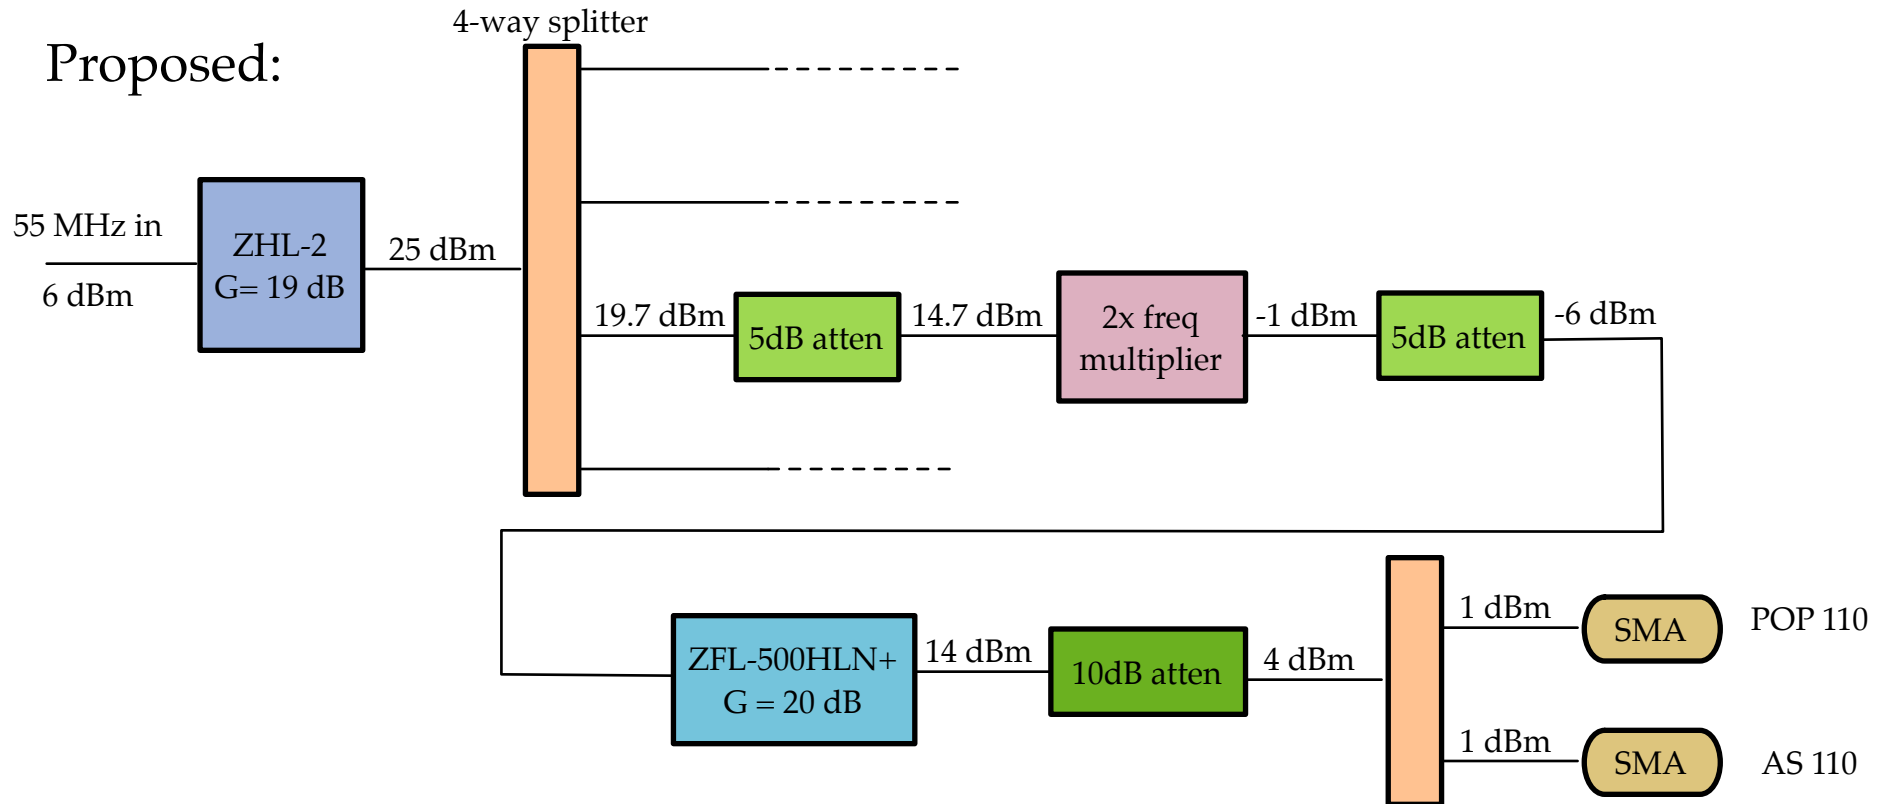 4-way splitter
Proposed:
55 MHz in
6 dBm
ZHL-2
G= 19 dB
25 dBm
19.7 dBm
5dB atten
14.7 dBm
2x freq
multiplier
-1 dBm
5dB atten
-6 dBm
ZFL-500HLN+
G = 20 dB
14 dBm
10dB atten
4 dBm
1 dBm
SMA
POP 110
1 dBm
SMA
AS 110